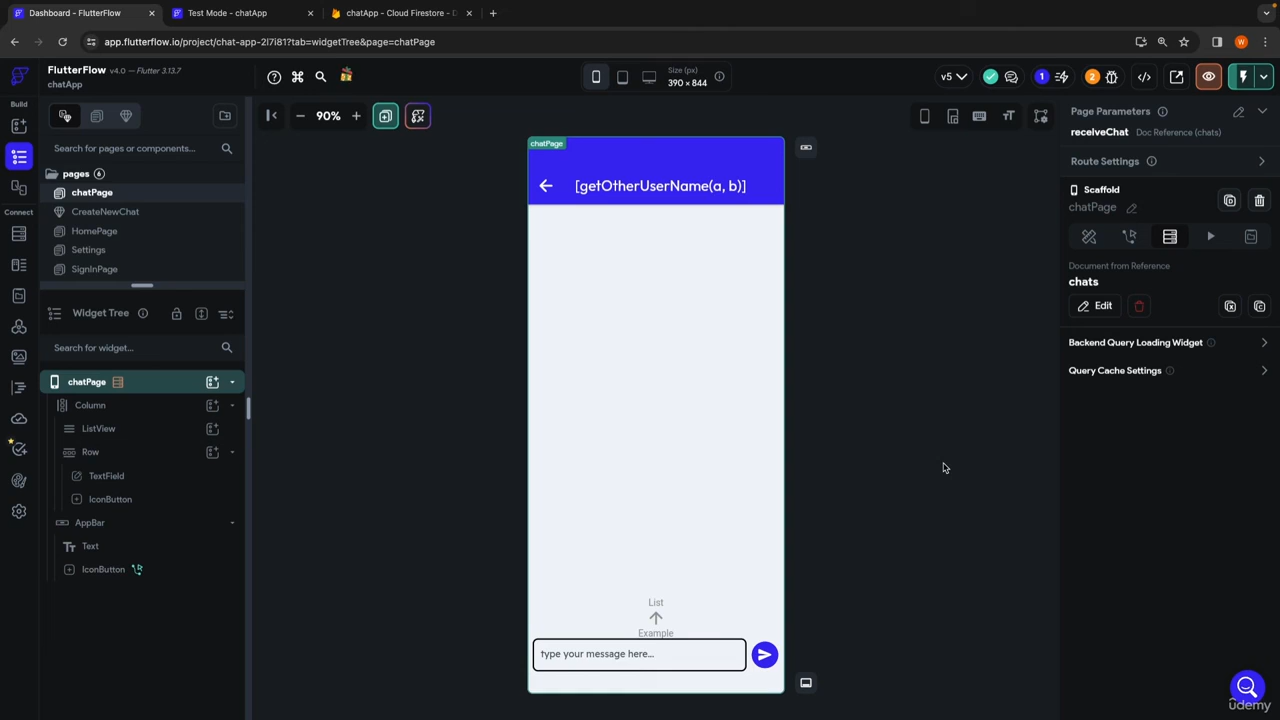 Dashboard - FlutterFlow
Test Mode - chatApp
chatApp - Cloud Firestore - D
app.flutterflow.io/project/chat-app-2l7i81?tab=widgetTree&page=chatPage
W
FlutterFlow v4.0 - Flutter 3.13.7
chatApp
Size (px)
390 × 844
v5
1
2
Build
Connect
90%
Search for pages or components...
pages 6
chatPage
CreateNewChat
HomePage
Settings
SignInPage
Widget Tree
Search for widget...
chatPage
Column
ListView
Row
TextField
IconButton
AppBar
Text
IconButton
chatPage
[getOtherUserName(a, b)]
List
Example
type your message here...
Page Parameters
receiveChat Doc Reference (chats)
Route Settings
Scaffold
chatPage
Document from Reference
chats
Edit
Backend Query Loading Widget
Query Cache Settings
udemy